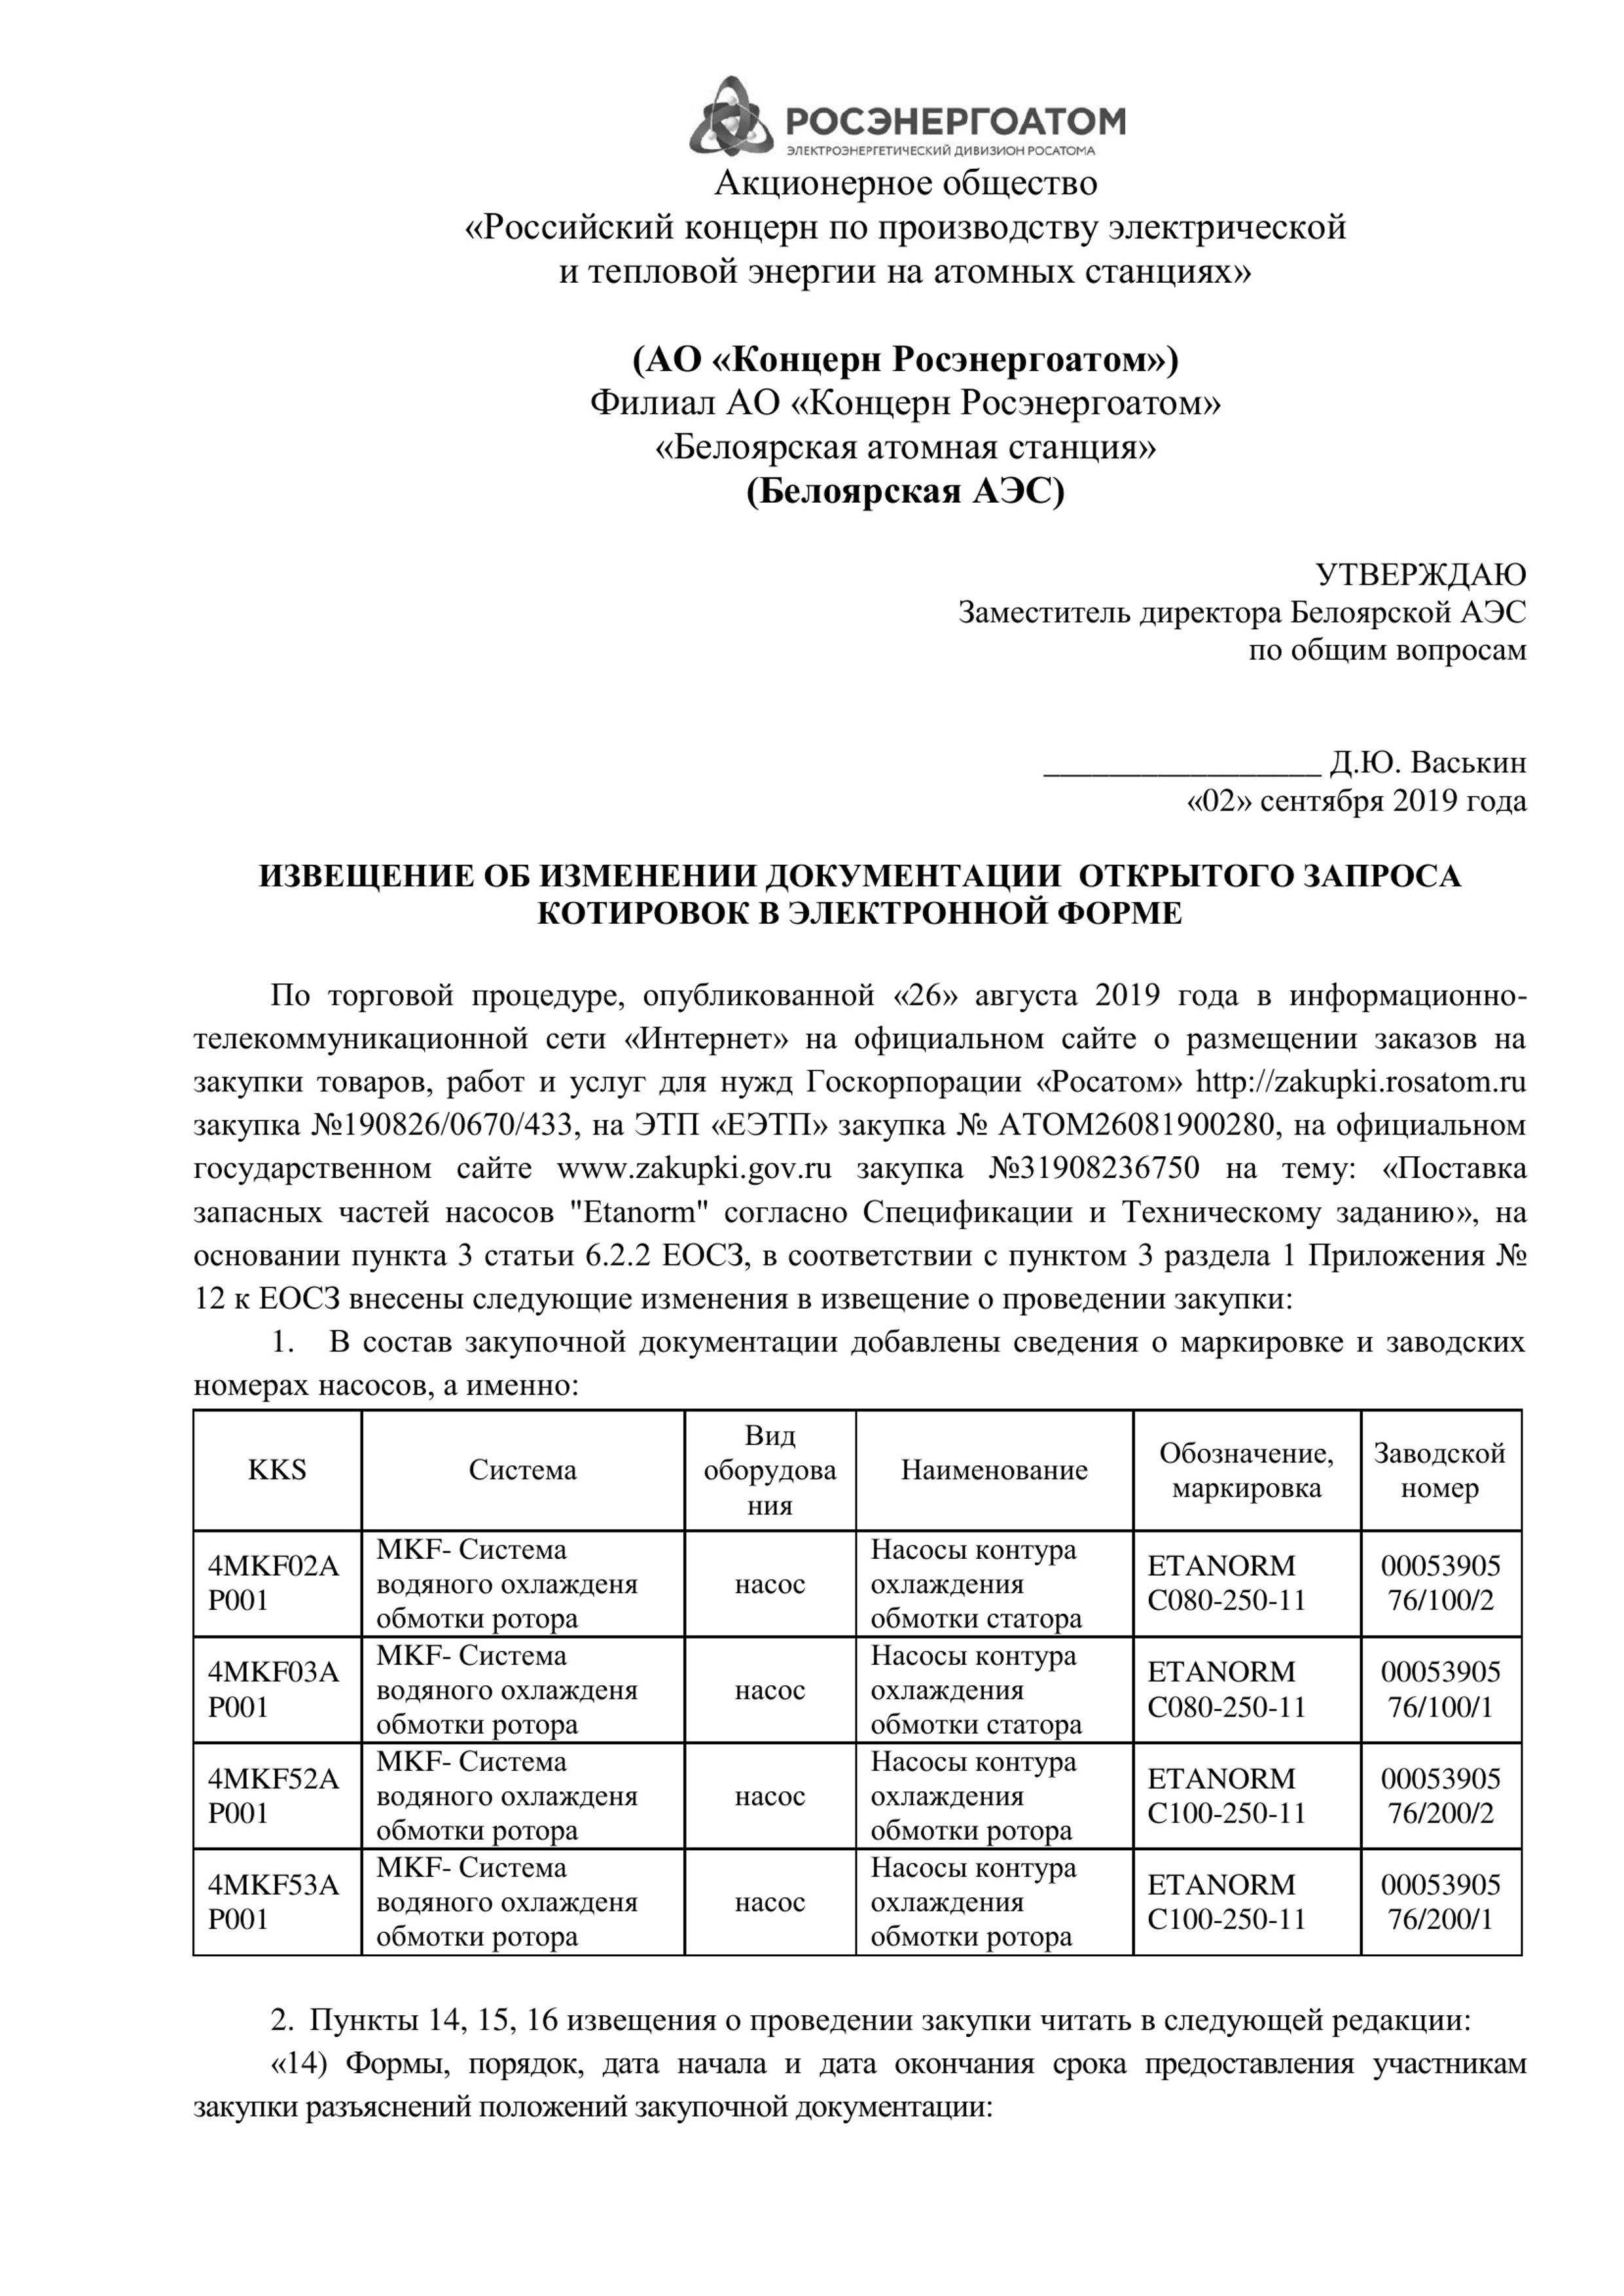 РОСЭНЕРГОАТОМ
ЭЛЕКТРОЭНЕРГЕТИЧЕСКИЙ ДИВИЗИОН РОСАТОМА
Акционерное общество
«Российский концерн по производству электрической
и тепловой энергии на атомных станциях»
(АО «Концерн Росэнергоатом»)
Филиал АО «Концерн Росэнергоатом»
«Белоярская атомная станция»
(Белоярская АЭС)
УТВЕРЖДАЮ
Заместитель директора Белоярской АЭС
по общим вопросам
_________________ Д.Ю. Васькин
«02» сентября 2019 года
ИЗВЕЩЕНИЕ ОБ ИЗМЕНЕНИИ ДОКУМЕНТАЦИИ ОТКРЫТОГО ЗАПРОСА
КОТИРОВОК В ЭЛЕКТРОННОЙ ФОРМЕ
По торговой процедуре, опубликованной «26» августа 2019 года в информационно-
телекоммуникационной сети «Интернет» на официальном сайте о размещении заказов на
закупки товаров, работ и услуг для нужд Госкорпорации «Росатом» http://zakupki.rosatom.ru
закупка №190826/0670/433, на ЭТП «ЕЭТП» закупка № АТОМ26081900280, на официальном
государственном сайте www.zakupki.gov.ru закупка №31908236750 на тему: «Поставка
запасных частей насосов "Etanorm" согласно Спецификации и Техническому заданию», на
основании пункта 3 статьи 6.2.2 ЕОСЗ, в соответствии с пунктом 3 раздела 1 Приложения №
12 к ЕОСЗ внесены следующие изменения в извещение о проведении закупки:
1. В состав закупочной документации добавлены сведения о маркировке и заводских
номерах насосов, а именно:
KKS
Система
Вид
оборудова
ния
Наименование
Обозначение,
маркировка
Заводской
номер
4MKF02A
P001
MKF- Система
водяного охлажденя
обмотки ротора
насос
Насосы контура
охлаждения
обмотки статора
ETANORM
C080-250-11
00053905
76/100/2
4MKF03A
P001
MKF- Система
водяного охлажденя
обмотки ротора
насос
Насосы контура
охлаждения
обмотки статора
ETANORM
C080-250-11
00053905
76/100/1
4MKF52A
P001
MKF- Система
водяного охлажденя
обмотки ротора
насос
Насосы контура
охлаждения
обмотки ротора
ETANORM
C100-250-11
00053905
76/200/2
4MKF53A
P001
MKF- Система
водяного охлажденя
обмотки ротора
насос
Насосы контура
охлаждения
обмотки ротора
ETANORM
C100-250-11
00053905
76/200/1
2. Пункты 14, 15, 16 извещения о проведении закупки читать в следующей редакции:
«14) Формы, порядок, дата начала и дата окончания срока предоставления участникам
закупки разъяснений положений закупочной документации: